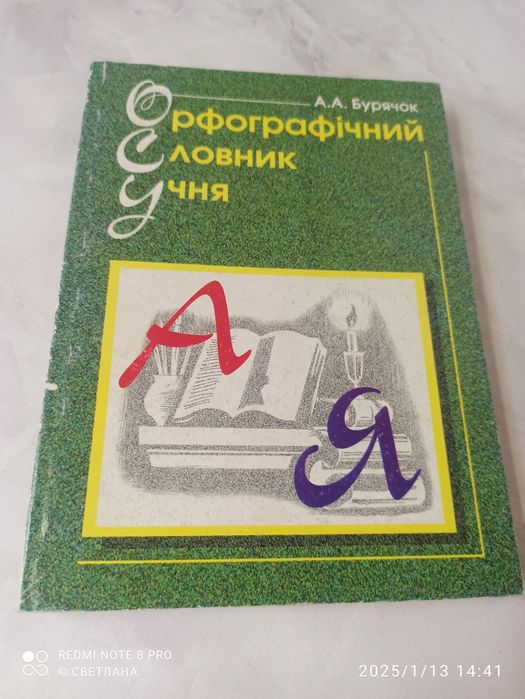 А.А. Бурячок
Орфографічний
Словник
Учня
А
Я
REDMI NOTE 8 PRO
©.СВЕТЛАНА
2025/1/13 14:41